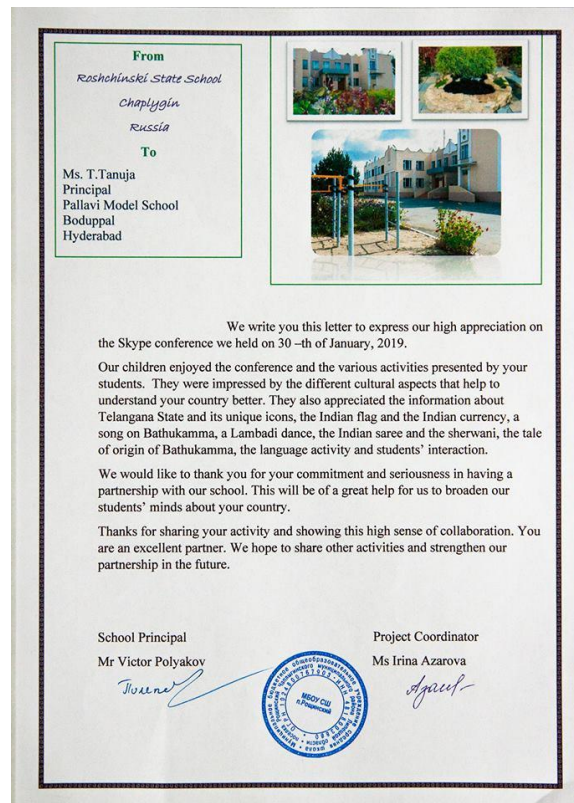 From
Roshchinski State School
Chaplygin
Russia
To
Ms. T.Tanuja
Principal
Pallavi Model School
Boduppal
Hyderabad
We write you this letter to express our high appreciation on
the Skype conference we held on 30 –th of January, 2019.
Our children enjoyed the conference and the various activities presented by your
students. They were impressed by the different cultural aspects that help to
understand your country better. They also appreciated the information about
Telangana State and its unique icons, the Indian flag and the Indian currency, a
song on Bathukamma, a Lambadi dance, the Indian saree and the sherwani, the tale
of origin of Bathukamma, the language activity and students’ interaction.
We would like to thank you for your commitment and seriousness in having a
partnership with our school. This will be of a great help for us to broaden our
students’ minds about your country.
Thanks for sharing your activity and showing this high sense of collaboration. You
are an excellent partner. We hope to share other activities and strengthen our
partnership in the future.
School Principal
Mr Victor Polyakov
Project Coordinator
Ms Irina Azarova
МБОУ СШ
п.Рощинский